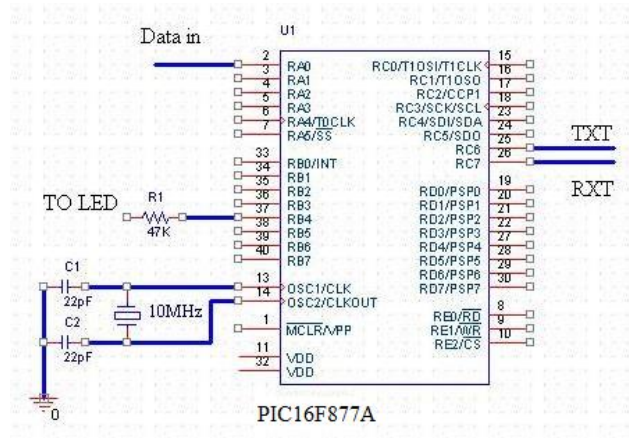 U1
Data in
2 RA0 RC0/T1OSI/T1CLK 15
3 RA1 RC1/T1OSO 16
4 RA2 RC2/CCP1 17
5 RA3 RC3/SCK/SCL 18
6 RA4/T0CLK RC4/SDI/SDA 23
7 RA5/SS RC5/SDO 24
RC6 25 TXT
33 RB0/INT RC7 26 RXT
34 RB1
35 RB2 RD0/PSP0 19
36 RB3 RD1/PSP1 20
TO LED R1 47K 37 RB4 RD2/PSP2 21
38 RB5 RD3/PSP3 22
39 RB6 RD4/PSP4 27
40 RB7 RD5/PSP5 28
RD6/PSP6 29
C1 22pF 13 OSC1/CLK RD7/PSP7 30
14 OSC2/CLKOUT
10MHz RE0/RD 8
C2 22pF 1 MCLR/VPP RE1/WR 9
RE2/CS 10
11 VDD
32 VDD
0
PIC16F877A